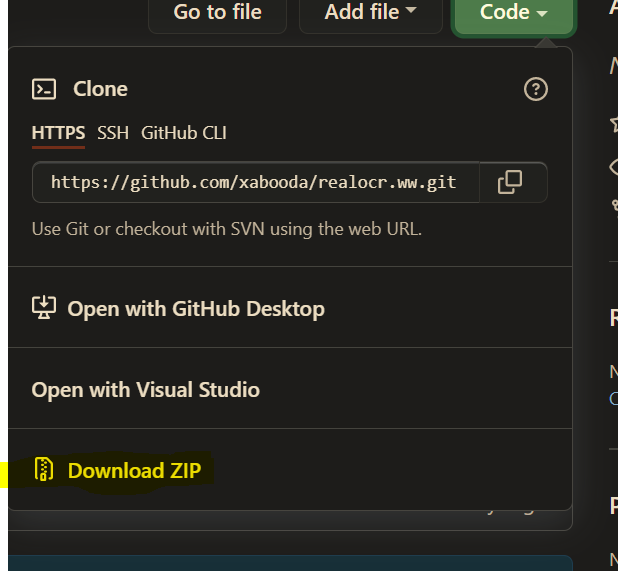 Go to file Add file Code
Clone
HTTPS SSH GitHub CLI
https://github.com/xabooda/realocr.ww.git
Use Git or checkout with SVN using the web URL.
Open with GitHub Desktop
Open with Visual Studio
Download ZIP